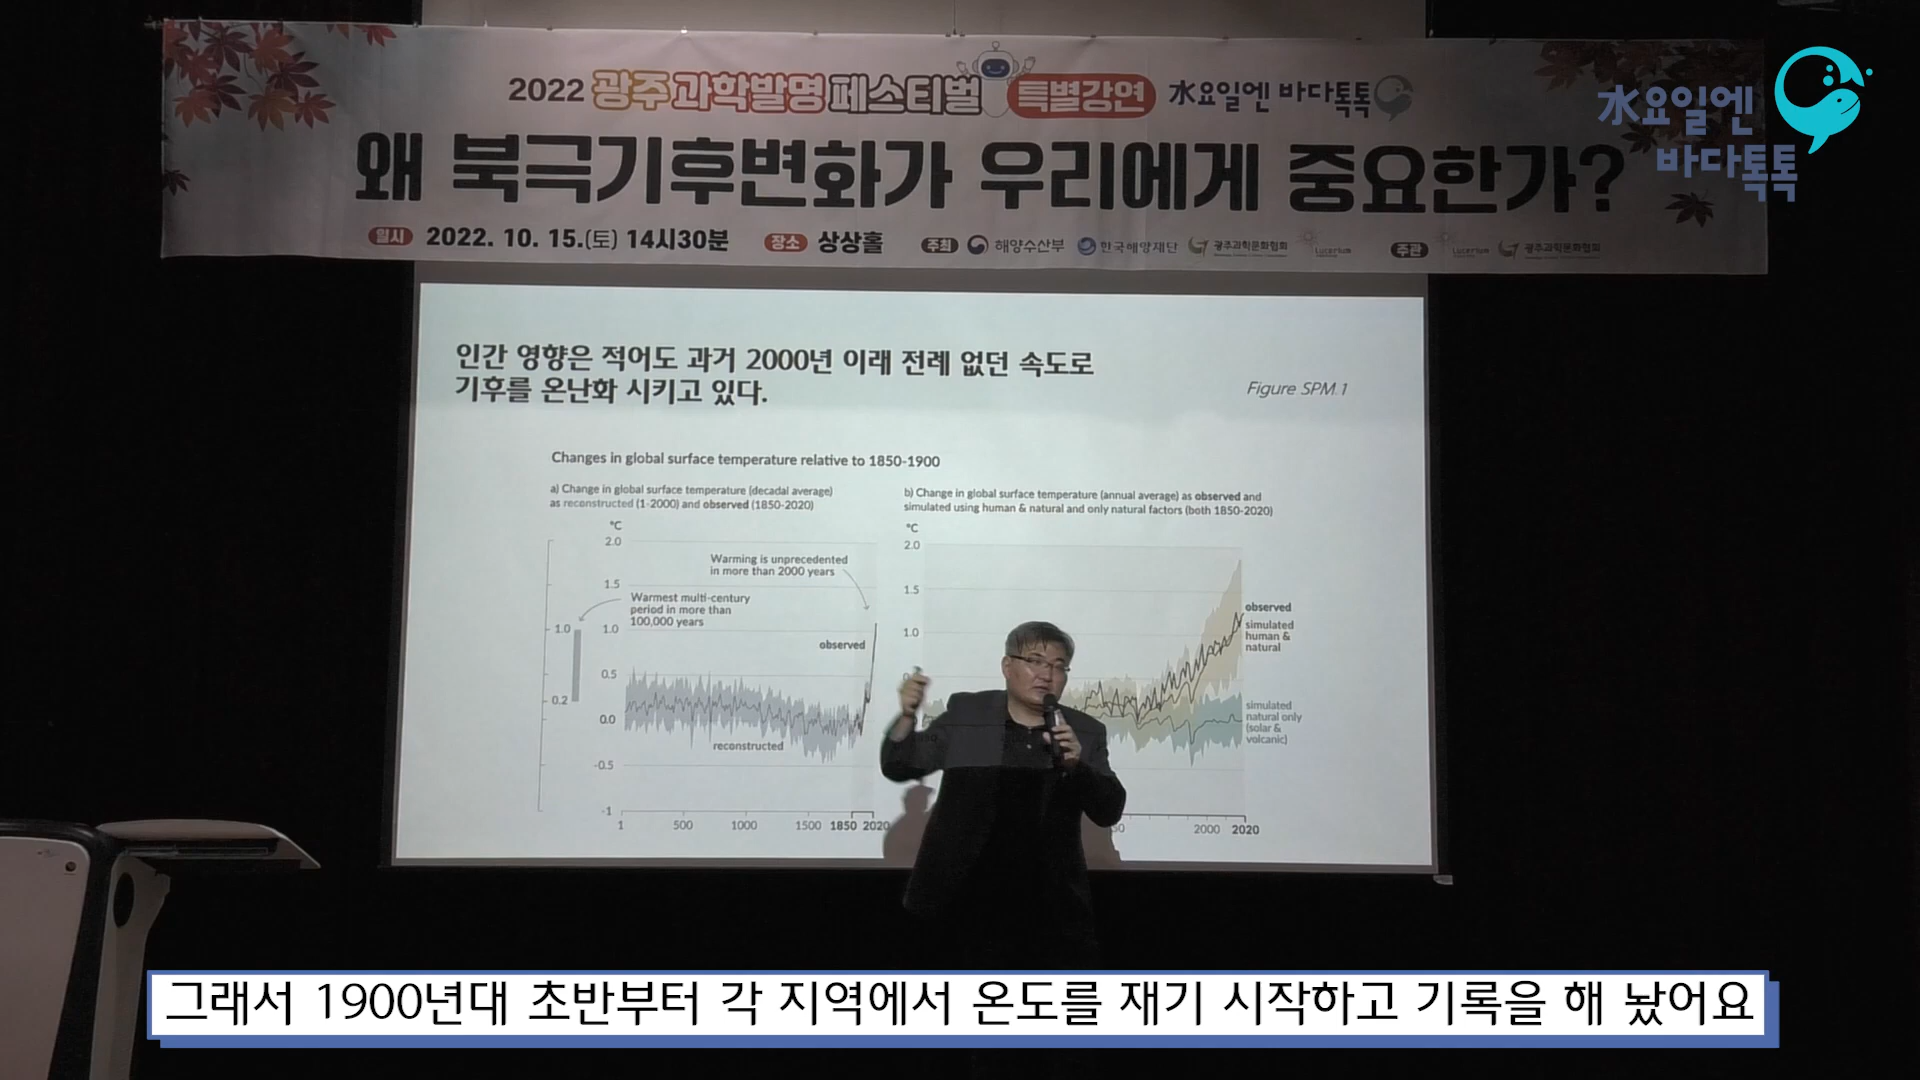 2022 광주과학발명페스티벌 특별강연 水요일엔 바다톡톡
水요일엔
바다톡톡
왜 북극기후변화가 우리에게 중요한가?
일시 2022. 10. 15.(토) 14시30분 장소 상상홀 주최 해양수산부 한국해양재단 광주과학문화협회 주관 광주과학문화협회
인간 영향은 적어도 과거 2000년 이래 전례 없던 속도로
기후를 온난화 시키고 있다.
Figure SPM.1
Changes in global surface temperature relative to 1850-1900
a) Change in global surface temperature (decadal average)
as reconstructed (1-2000) and observed (1850-2020)
°C
2.0
1.5
1.0
0.5
0.0
-0.5
-1
1.0
0.2
Warming is unprecedented
in more than 2000 years
Warmest multi-century
period in more than
100,000 years
observed
reconstructed
1 500 1000 1500 1850 2020
b) Change in global surface temperature (annual average) as observed and
simulated using human & natural and only natural factors (both 1850-2020)
°C
2.0
1.5
1.0
observed
simulated
human &
natural
simulated
natural only
(solar &
volcanic)
2000 2020
그래서 1900년대 초반부터 각 지역에서 온도를 재기 시작하고 기록을 해 놨어요